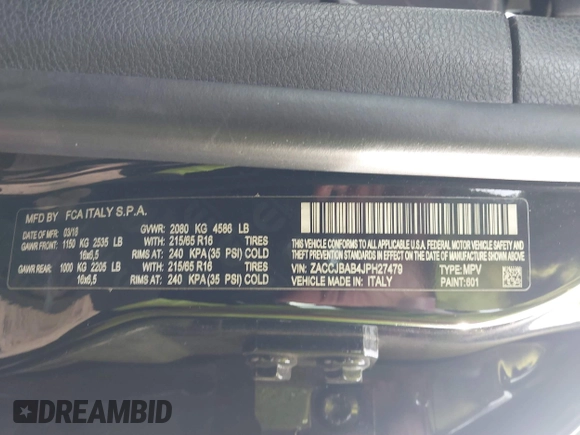 MFD BY FCA ITALY S.P.A.
DATE OF MFR: 03/18 GVWR: 2080 KG 4586 LB
GAWR FRONT: 1150 KG 2535 LB WITH: 215/65 R16 TIRES
16x6,5 RIMS AT: 240 KPA (35 PSI) COLD
GAWR REAR: 1000 KG 2205 LB WITH: 215/65 R16 TIRES
16x6,5 RIMS AT: 240 KPA (35 PSI) COLD
THIS VEHICLE CONFORMS TO ALL APPLICABLE
U.S.A. FEDERAL MOTOR VEHICLE SAFETY, BUMPER AND
THEFT PREVENTION STANDARDS IN EFFECT ON
THE DATE OF MANUFACTURE SHOWN ABOVE.
VIN: ZACCJBAB4JPH27479 TYPE: MPV
VEHICLE MADE IN: ITALY PAINT:601
DREAMBID